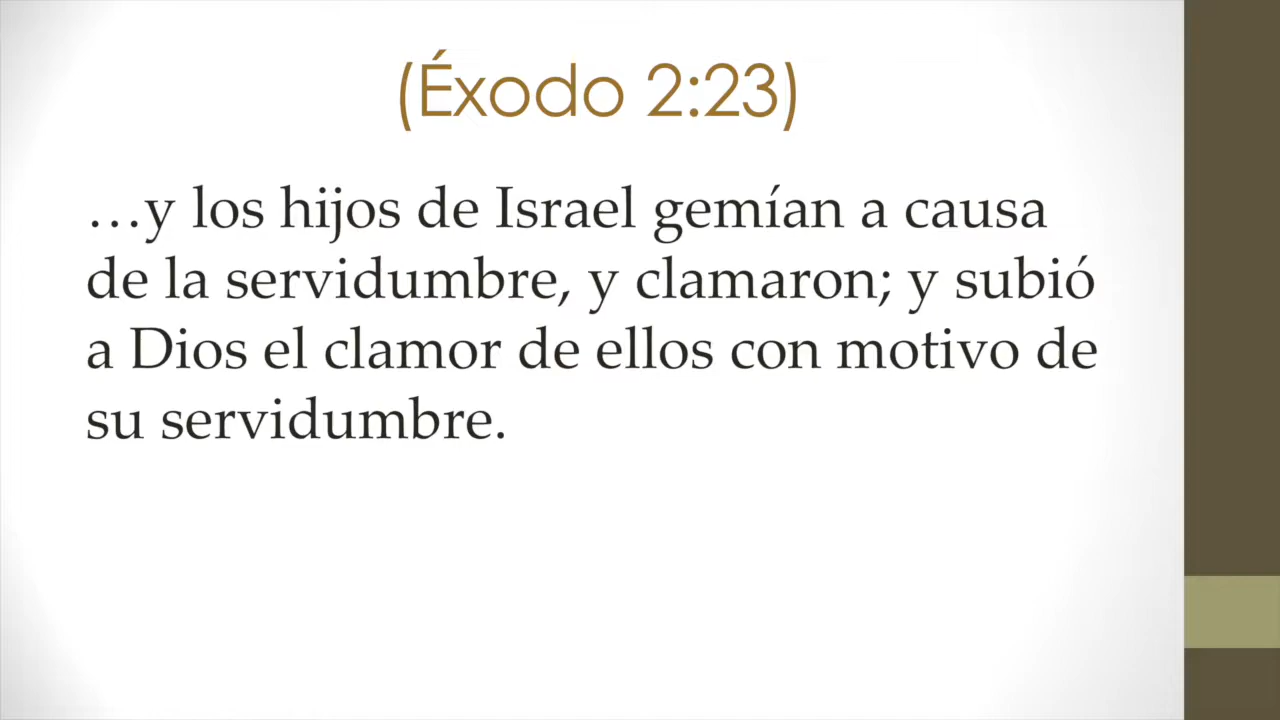 (Éxodo 2:23)
…y los hijos de Israel gemían a causa
de la servidumbre, y clamaron; y subió
a Dios el clamor de ellos con motivo de
su servidumbre.